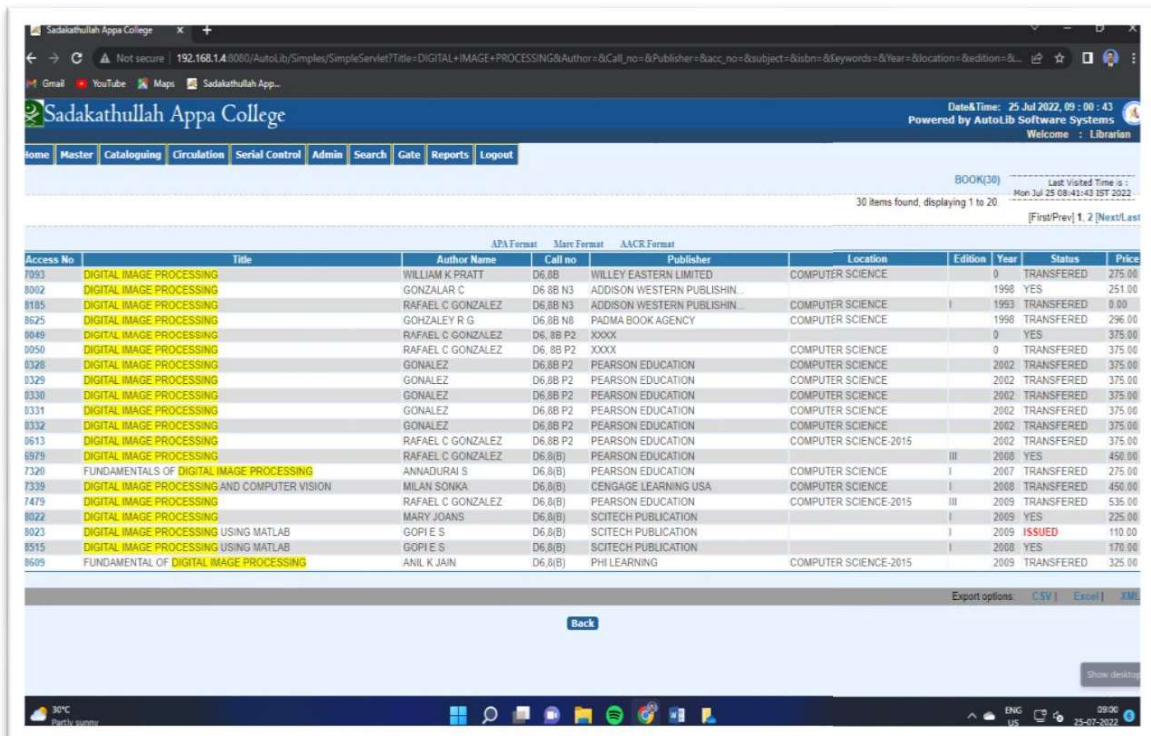 Sadakathullah Appa College
Not secure 192.168.1.4:8080/AutoLib/Simples/SimpleServlet?Title=DIGITAL+IMAGE+PROCESSING&Author=&Call_no=&Publisher=&acc_no=&subject=&isbn=&Keywords=&Year=&location=&edition=&...
Gmail YouTube Maps Sadakathullah App...
Sadakathullah Appa College
Date&Time: 25 Jul 2022, 09 : 00 : 43
Powered by AutoLib Software Systems
Welcome : Librarian
Home Master Cataloguing Circulation Serial Control Admin Search Gate Reports Logout
BOOK(30)
Last Visited Time is :
Mon Jul 25 08:41:43 IST 2022
30 items found, displaying 1 to 20
[First/Prev] 1, 2 [Next/Last
APA Format Marc Format AACR Format
Access No Title Author Name Call no Publisher Location Edition Year Status Price
7093 DIGITAL IMAGE PROCESSING WILLIAM K PRATT D6,8B WILLEY EASTERN LIMITED COMPUTER SCIENCE 0 TRANSFERED 275.00
8002 DIGITAL IMAGE PROCESSING GONZALAR C D6 8B N3 ADDISON WESTERN PUBLISHIN... 1998 YES 251.00
8185 DIGITAL IMAGE PROCESSING RAFAEL C GONZALEZ D6,8B N3 ADDISON WESTERN PUBLISHIN... COMPUTER SCIENCE I 1993 TRANSFERED 0.00
8625 DIGITAL IMAGE PROCESSING GOHZALEY R G D6,8B N8 PADMA BOOK AGENCY COMPUTER SCIENCE 1998 TRANSFERED 296.00
0049 DIGITAL IMAGE PROCESSING RAFAEL C GONZALEZ D6, 8B P2 XXXX 0 YES 375.00
0050 DIGITAL IMAGE PROCESSING RAFAEL C GONZALEZ D6, 8B P2 XXXX COMPUTER SCIENCE 0 TRANSFERED 375.00
0328 DIGITAL IMAGE PROCESSING GONALEZ D6,8B P2 PEARSON EDUCATION COMPUTER SCIENCE 2002 TRANSFERED 375.00
0329 DIGITAL IMAGE PROCESSING GONALEZ D6,8B P2 PEARSON EDUCATION COMPUTER SCIENCE 2002 TRANSFERED 375.00
0330 DIGITAL IMAGE PROCESSING GONALEZ D6,8B P2 PEARSON EDUCATION COMPUTER SCIENCE 2002 TRANSFERED 375.00
0331 DIGITAL IMAGE PROCESSING GONALEZ D6,8B P2 PEARSON EDUCATION COMPUTER SCIENCE 2002 TRANSFERED 375.00
0332 DIGITAL IMAGE PROCESSING GONALEZ D6,8B P2 PEARSON EDUCATION COMPUTER SCIENCE 2002 TRANSFERED 375.00
0613 DIGITAL IMAGE PROCESSING RAFAEL C GONZALEZ D6,8B P2 PEARSON EDUCATION COMPUTER SCIENCE-2015 2002 TRANSFERED 375.00
6979 DIGITAL IMAGE PROCESSING RAFAEL C GONZALEZ D6,8(B) PEARSON EDUCATION III 2008 YES 450.00
7320 FUNDAMENTALS OF DIGITAL IMAGE PROCESSING ANNADURAI S D6,8(B) PEARSON EDUCATION COMPUTER SCIENCE I 2007 TRANSFERED 275.00
7339 DIGITAL IMAGE PROCESSING AND COMPUTER VISION MILAN SONKA D6,8(B) CENGAGE LEARNING USA COMPUTER SCIENCE I 2008 TRANSFERED 450.00
7479 DIGITAL IMAGE PROCESSING RAFAEL C GONZALEZ D6,8(B) PEARSON EDUCATION COMPUTER SCIENCE-2015 III 2009 TRANSFERED 535.00
8022 DIGITAL IMAGE PROCESSING MARY JOANS D6,8(B) SCITECH PUBLICATION I 2009 YES 225.00
8023 DIGITAL IMAGE PROCESSING USING MATLAB GOPI E S D6,8(B) SCITECH PUBLICATION I 2009 ISSUED 110.00
8515 DIGITAL IMAGE PROCESSING USING MATLAB GOPI E S D6,8(B) SCITECH PUBLICATION I 2008 YES 170.00
8609 FUNDAMENTAL OF DIGITAL IMAGE PROCESSING ANIL K JAIN D6,8(B) PHI LEARNING COMPUTER SCIENCE-2015 2009 TRANSFERED 325.00
Export options: CSV | Excel | XML
Back
Show desktop
30°C
Partly sunny
ENG
US
09:00
25-07-2022